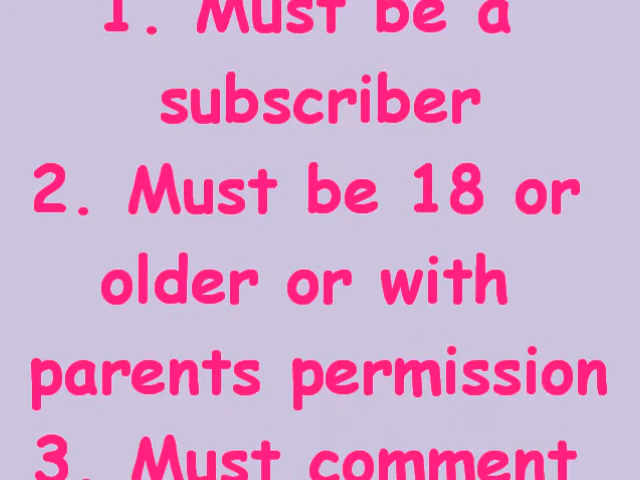 1. Must be a
subscriber
2. Must be 18 or
older or with
parents permission
3. Must comment